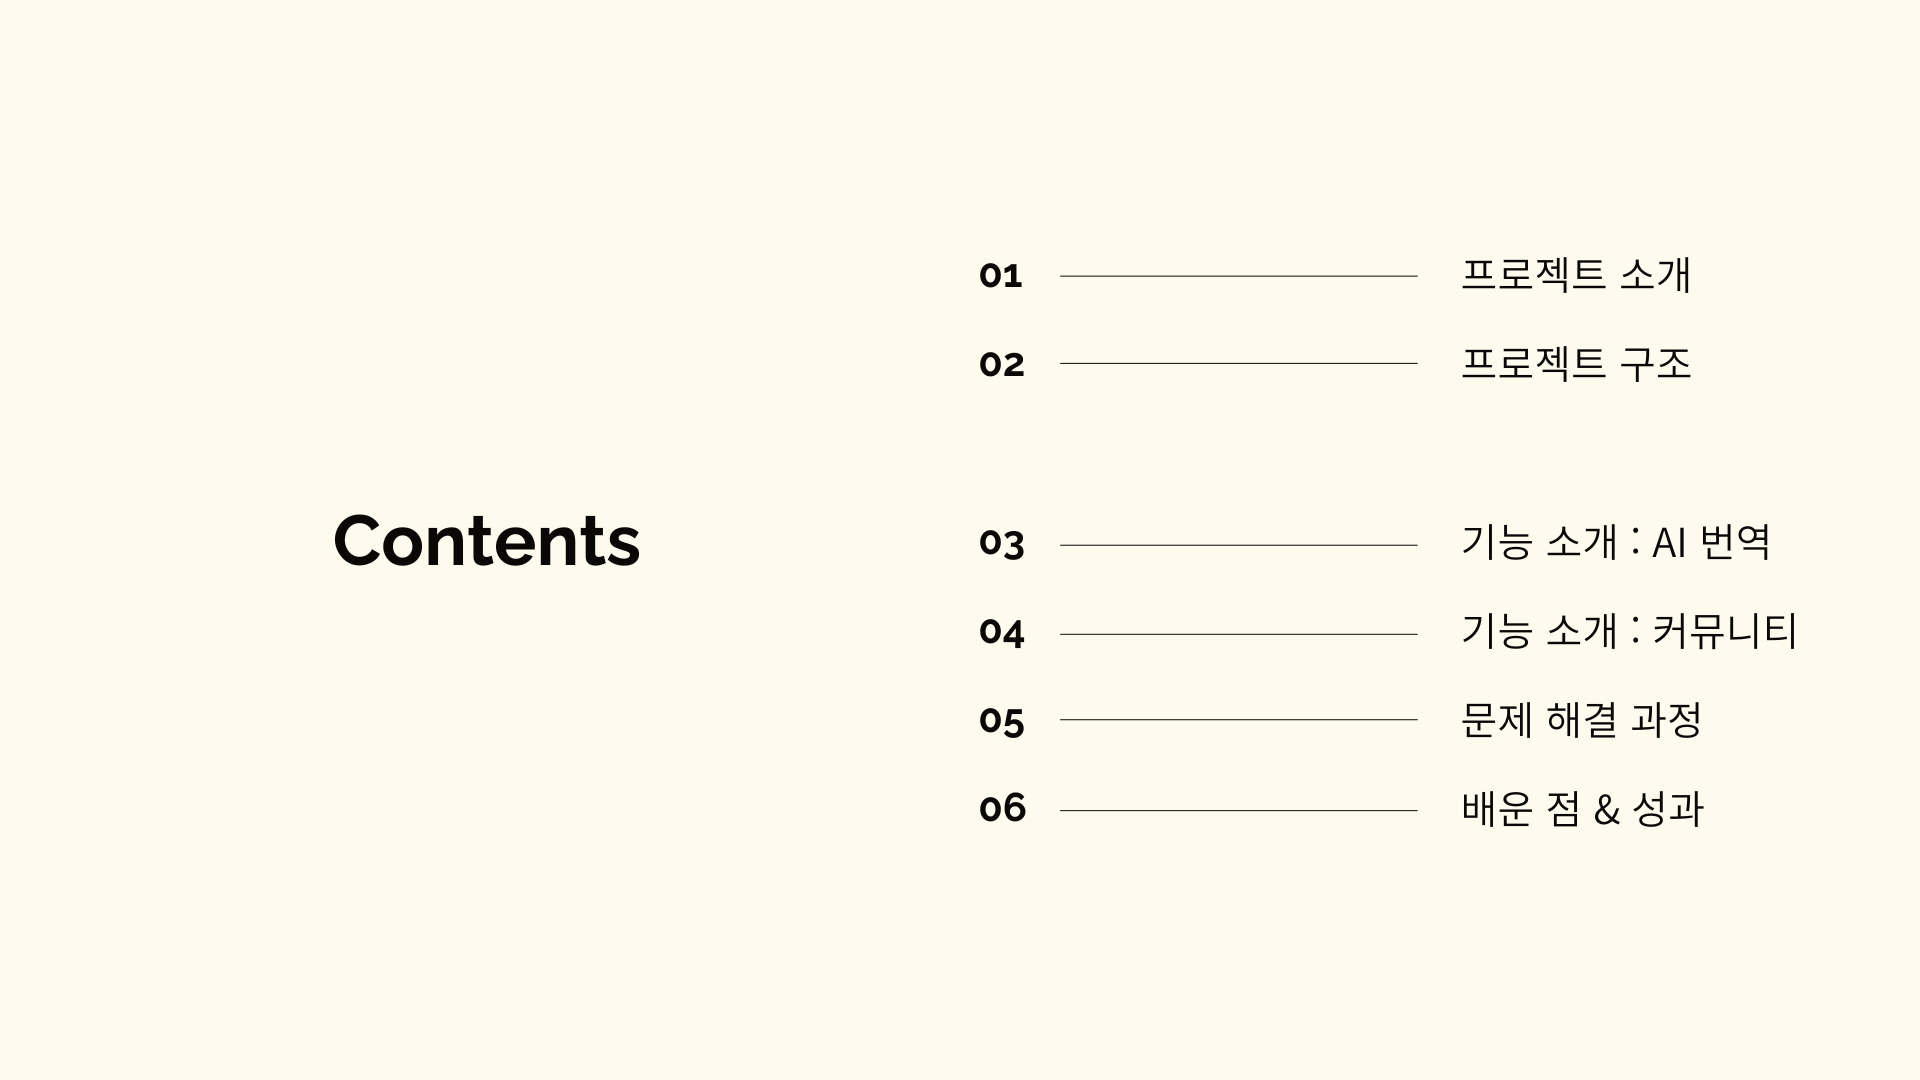 Contents
01 프로젝트 소개
02 프로젝트 구조
03 기능 소개 : AI 번역
04 기능 소개 : 커뮤니티
05 문제 해결 과정
06 배운 점 & 성과